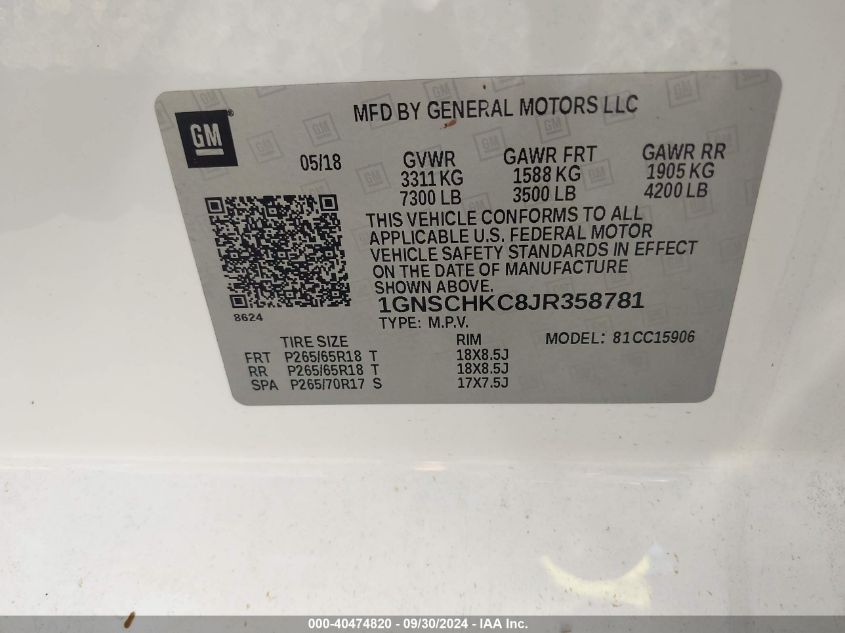 MFD BY GENERAL MOTORS LLC
GM®
05/18 GVWR GAWR FRT GAWR RR
3311 KG 1588 KG 1905 KG
7300 LB 3500 LB 4200 LB
THIS VEHICLE CONFORMS TO ALL
APPLICABLE U.S. FEDERAL MOTOR
VEHICLE SAFETY STANDARDS IN EFFECT
ON THE DATE OF MANUFACTURE
SHOWN ABOVE.
1GNSCHKC8JR358781
8624
TYPE: M.P.V.
TIRE SIZE RIM MODEL: 81CC15906
FRT P265/65R18 T 18X8.5J
RR P265/65R18 T 18X8.5J
SPA P265/70R17 S 17X7.5J
000-40474820 - 09/30/2024 - IAA Inc.